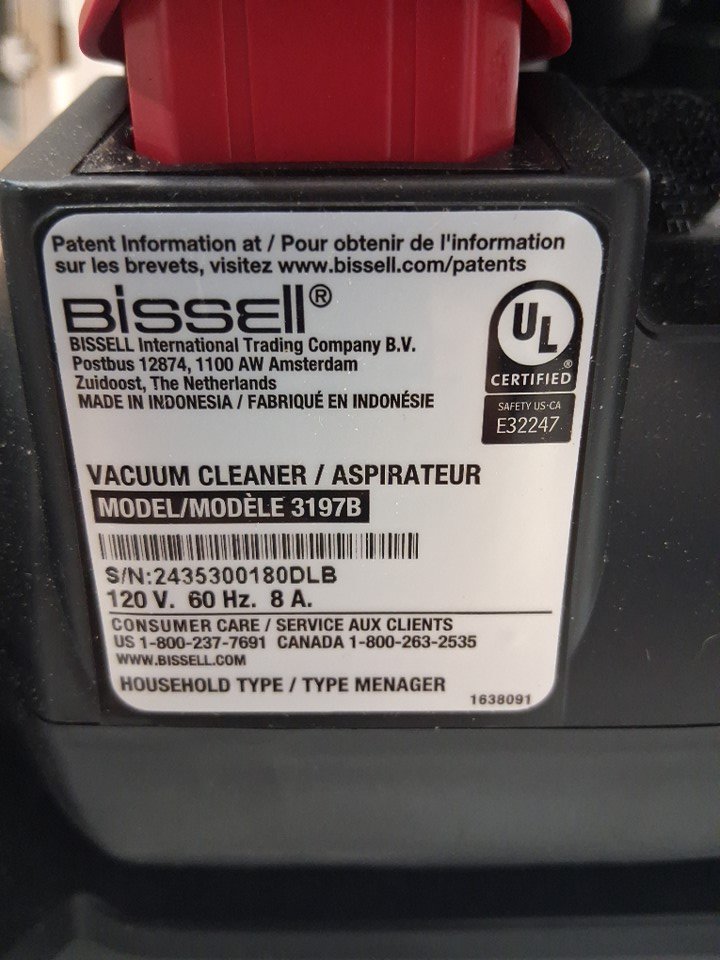 Patent Information at / Pour obtenir de l'information
sur les brevets, visitez www.bissell.com/patents
BISSELL®
BISSELL International Trading Company B.V.
Postbus 12874, 1100 AW Amsterdam
Zuidoost, The Netherlands
MADE IN INDONESIA / FABRIQUÉ EN INDONÉSIE
UL®
CERTIFIED
SAFETY US-CA
E32247
VACUUM CLEANER / ASPIRATEUR
MODEL/MODÈLE 3197B
S/N:2435300180DLB
120 V. 60 Hz. 8 A.
CONSUMER CARE / SERVICE AUX CLIENTS
US 1-800-237-7691 CANADA 1-800-263-2535
WWW.BISSELL.COM
HOUSEHOLD TYPE / TYPE MENAGER
1638091